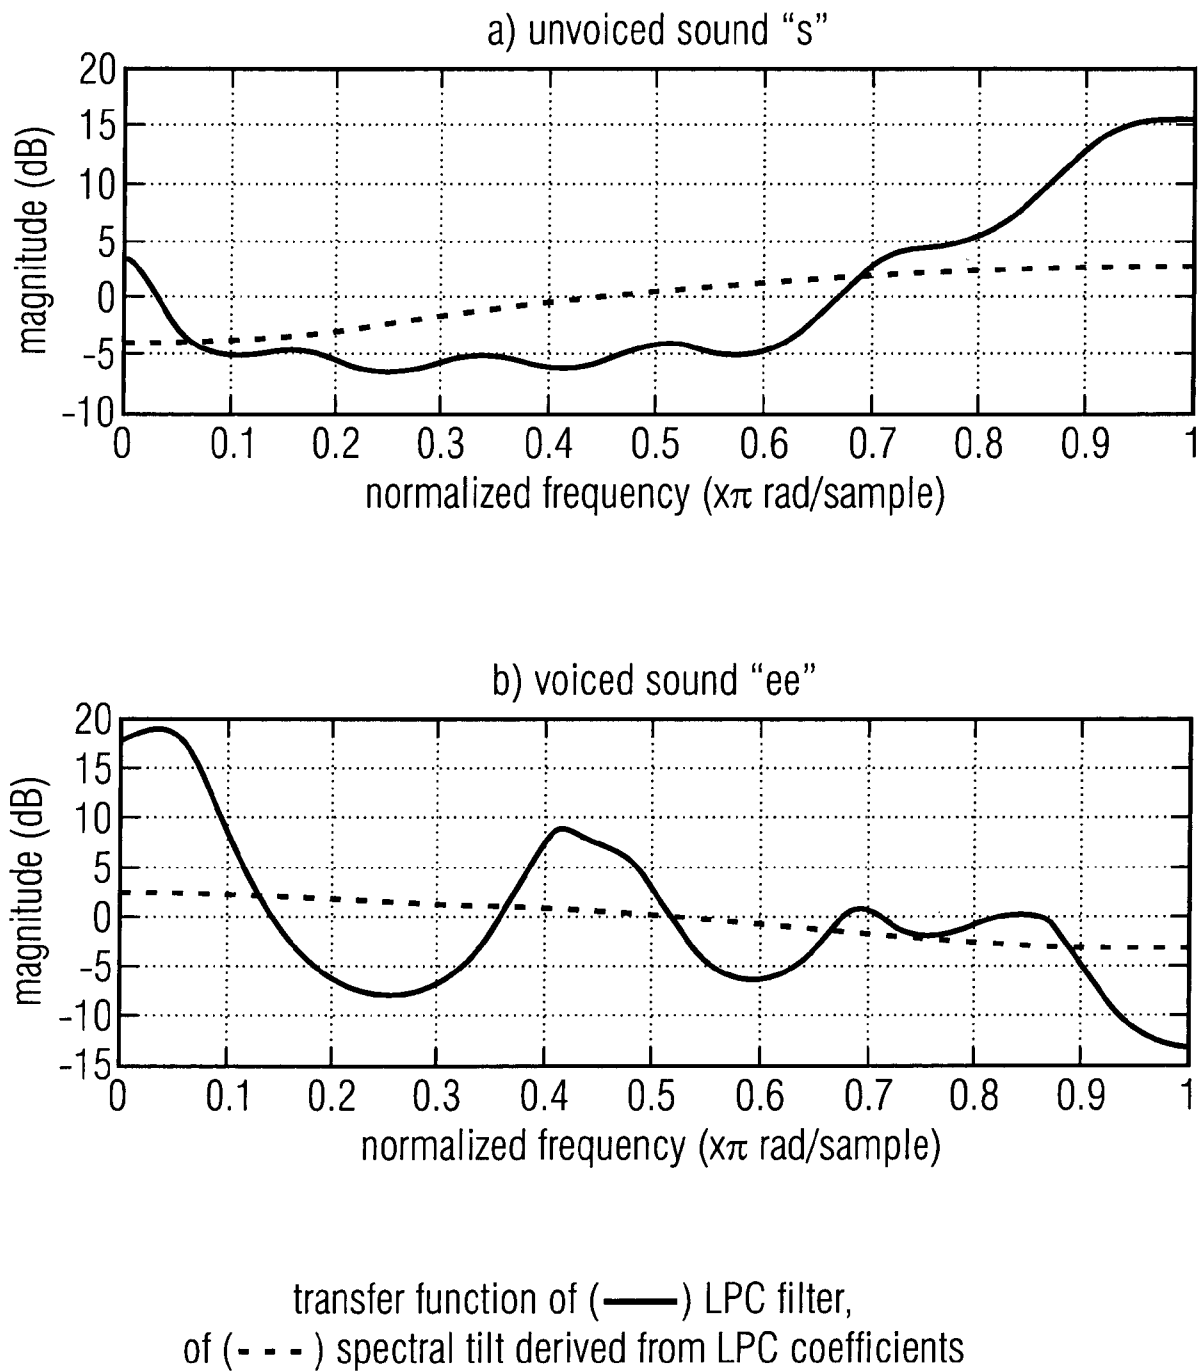 a) unvoiced sound “s”
magnitude (dB)
20
15
10
5
0
-5
-10
0 0.1 0.2 0.3 0.4 0.5 0.6 0.7 0.8 0.9 1
normalized frequency (xπ rad/sample)
b) voiced sound “ee”
magnitude (dB)
20
15
10
5
0
-5
-10
-15
0 0.1 0.2 0.3 0.4 0.5 0.6 0.7 0.8 0.9 1
normalized frequency (xπ rad/sample)
transfer function of (——) LPC filter,
of (- - - ) spectral tilt derived from LPC coefficients